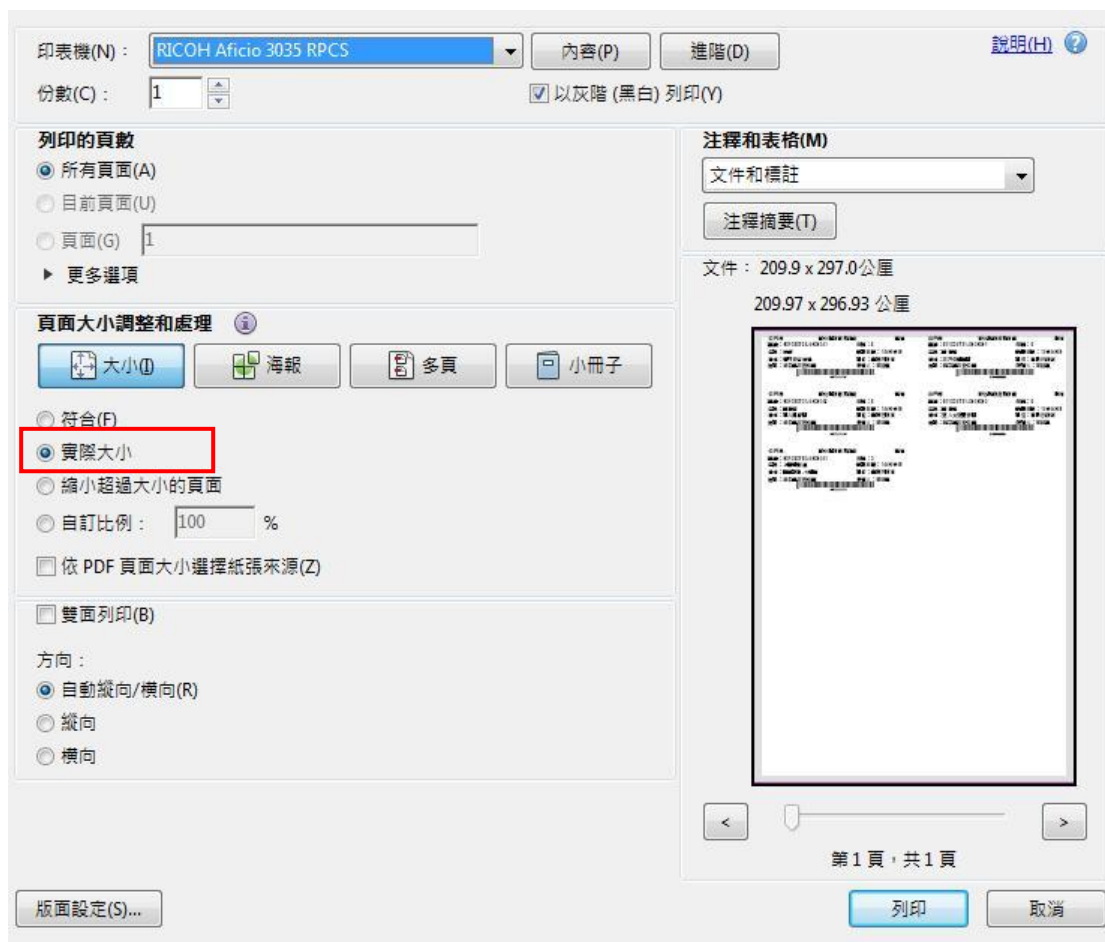 印表機(N)： RICOH Aficio 3035 RPCS 內容(P) 進階(D) 說明(H)
份數(C)： 1 以灰階 (黑白) 列印(Y)
列印的頁數
所有頁面(A)
目前頁面(U)
頁面(G) 1
更多選項
頁面大小調整和處理
大小(I) 海報 多頁 小冊子
符合(F)
實際大小
縮小超過大小的頁面
自訂比例： 100 %
依 PDF 頁面大小選擇紙張來源(Z)
雙面列印(B)
方向：
自動縱向/橫向(R)
縱向
橫向
注釋和表格(M)
文件和標註
注釋摘要(T)
文件： 209.9 x 297.0公厘
209.97 x 296.93 公厘
< >
第 1 頁，共 1 頁
版面設定(S)... 列印 取消